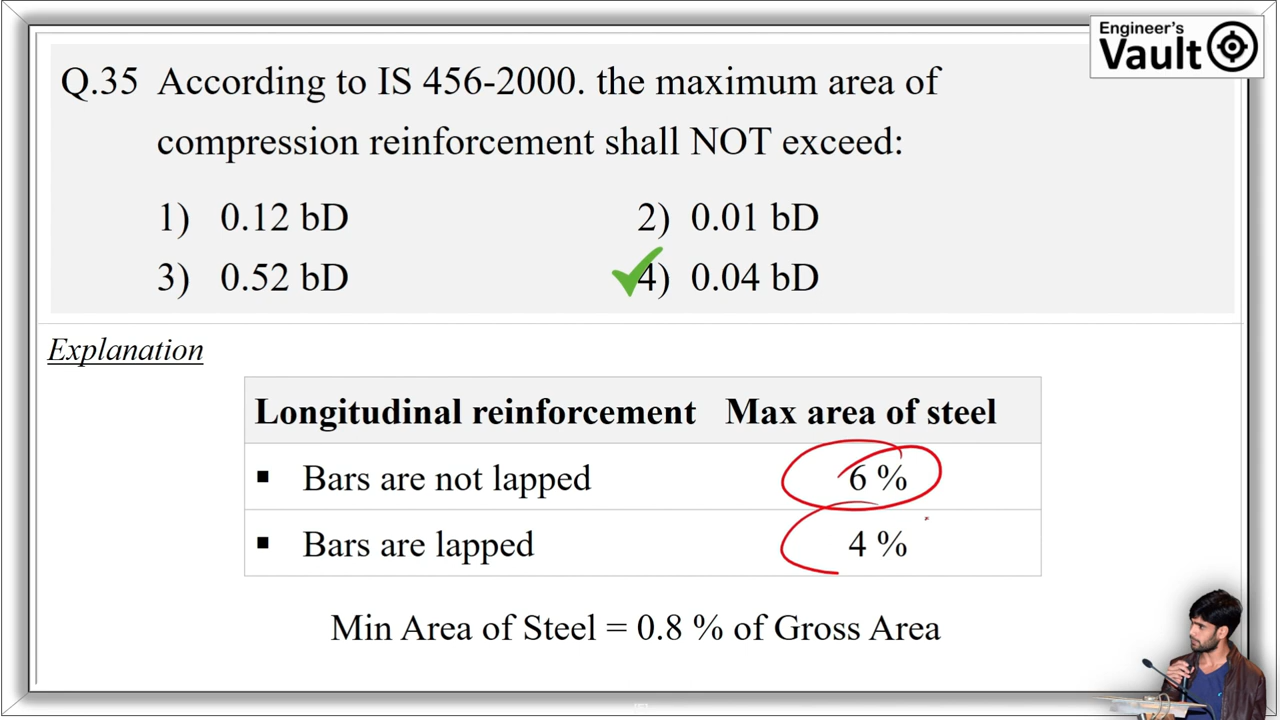 Engineer's
Vault
Q.35 According to IS 456-2000. the maximum area of
compression reinforcement shall NOT exceed:
1) 0.12 bD 2) 0.01 bD
3) 0.52 bD 4) 0.04 bD
Explanation
Longitudinal reinforcement Max area of steel
▪ Bars are not lapped 6 %
▪ Bars are lapped 4 %
Min Area of Steel = 0.8 % of Gross Area